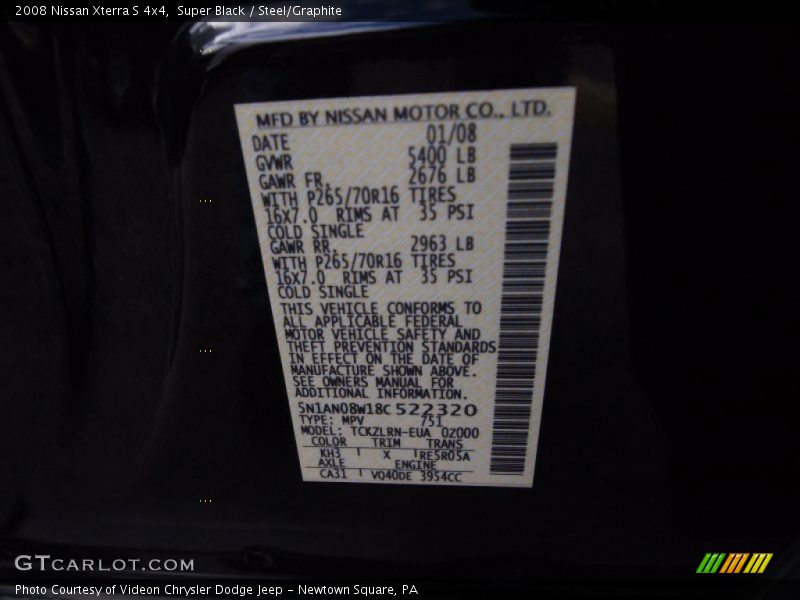 2008 Nissan Xterra S 4x4, Super Black / Steel/Graphite
MFD BY NISSAN MOTOR CO., LTD.
DATE 01/08
GVWR 5400 LB
GAWR FR. 2676 LB
WITH P265/70R16 TIRES
16X7.0 RIMS AT 35 PSI
COLD SINGLE
GAWR RR. 2963 LB
WITH P265/70R16 TIRES
16X7.0 RIMS AT 35 PSI
COLD SINGLE
THIS VEHICLE CONFORMS TO
ALL APPLICABLE FEDERAL
MOTOR VEHICLE SAFETY AND
THEFT PREVENTION STANDARDS
IN EFFECT ON THE DATE OF
MANUFACTURE SHOWN ABOVE.
SEE OWNERS MANUAL FOR
ADDITIONAL INFORMATION.
5N1AN08W18C522320
TYPE: MPV 751
MODEL: TCKZLRN-EUA 0Z000
COLOR TRIM TRANS
KH3 X RE5R05A
AXLE ENGINE
CA31 VQ40DE 3954CC
GTCARLOT.COM
Photo Courtesy of Videon Chrysler Dodge Jeep - Newtown Square, PA